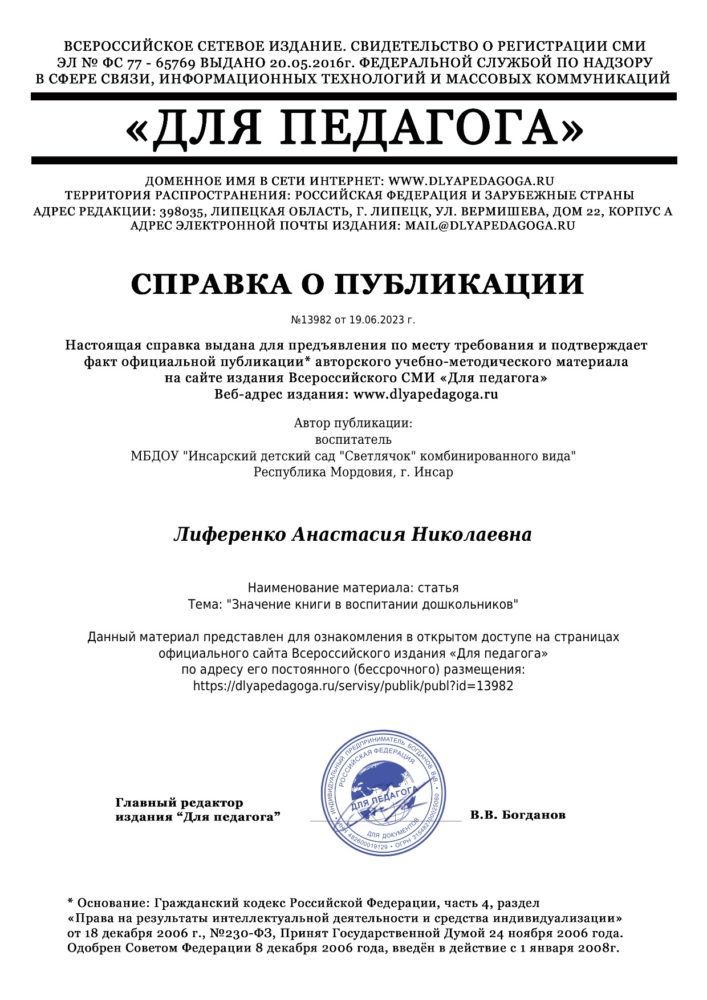 ВСЕРОССИЙСКОЕ СЕТЕВОЕ ИЗДАНИЕ. СВИДЕТЕЛЬСТВО О РЕГИСТРАЦИИ СМИ
ЭЛ № ФС 77 - 65769 ВЫДАНО 20.05.2016г. ФЕДЕРАЛЬНОЙ СЛУЖБОЙ ПО НАДЗОРУ
В СФЕРЕ СВЯЗИ, ИНФОРМАЦИОННЫХ ТЕХНОЛОГИЙ И МАССОВЫХ КОММУНИКАЦИЙ
«ДЛЯ ПЕДАГОГА»
ДОМЕННОЕ ИМЯ В СЕТИ ИНТЕРНЕТ: WWW.DLYAPEDAGOGA.RU
ТЕРРИТОРИЯ РАСПРОСТРАНЕНИЯ: РОССИЙСКАЯ ФЕДЕРАЦИЯ И ЗАРУБЕЖНЫЕ СТРАНЫ
АДРЕС РЕДАКЦИИ: 398035, ЛИПЕЦКАЯ ОБЛАСТЬ, Г. ЛИПЕЦК, УЛ. ВЕРМИШЕВА, ДОМ 22, КОРПУС А
АДРЕС ЭЛЕКТРОННОЙ ПОЧТЫ ИЗДАНИЯ: MAIL@DLYAPEDAGOGA.RU
СПРАВКА О ПУБЛИКАЦИИ
№13982 от 19.06.2023 г.
Настоящая справка выдана для предъявления по месту требования и подтверждает
факт официальной публикации* авторского учебно-методического материала
на сайте издания Всероссийского СМИ «Для педагога»
Веб-адрес издания: www.dlyapedagoga.ru
Автор публикации:
воспитатель
МБДОУ "Инсарский детский сад "Светлячок" комбинированного вида"
Республика Мордовия, г. Инсар
Лиференко Анастасия Николаевна
Наименование материала: статья
Тема: "Значение книги в воспитании дошкольников"
Данный материал представлен для ознакомления в открытом доступе на страницах
официального сайта Всероссийского издания «Для педагога»
по адресу его постоянного (бессрочного) размещения:
https://dlyapedagoga.ru/servisy/publik/publ?id=13982
Главный редактор
издания “Для педагога”
ИНДИВИДУАЛЬНЫЙ ПРЕДПРИНИМАТЕЛЬ БОГДАНОВ В.В. •
• ИНН 482600019129 • ОГРН 315482700025060
РОССИЙСКАЯ ФЕДЕРАЦИЯ
ДЛЯ ПЕДАГОГА
ДЛЯ ДОКУМЕНТОВ
В.В. Богданов
* Основание: Гражданский кодекс Российской Федерации, часть 4, раздел
«Права на результаты интеллектуальной деятельности и средства индивидуализации»
от 18 декабря 2006 г., №230-ФЗ, Принят Государственной Думой 24 ноября 2006 года.
Одобрен Советом Федерации 8 декабря 2006 года, введён в действие с 1 января 2008г.